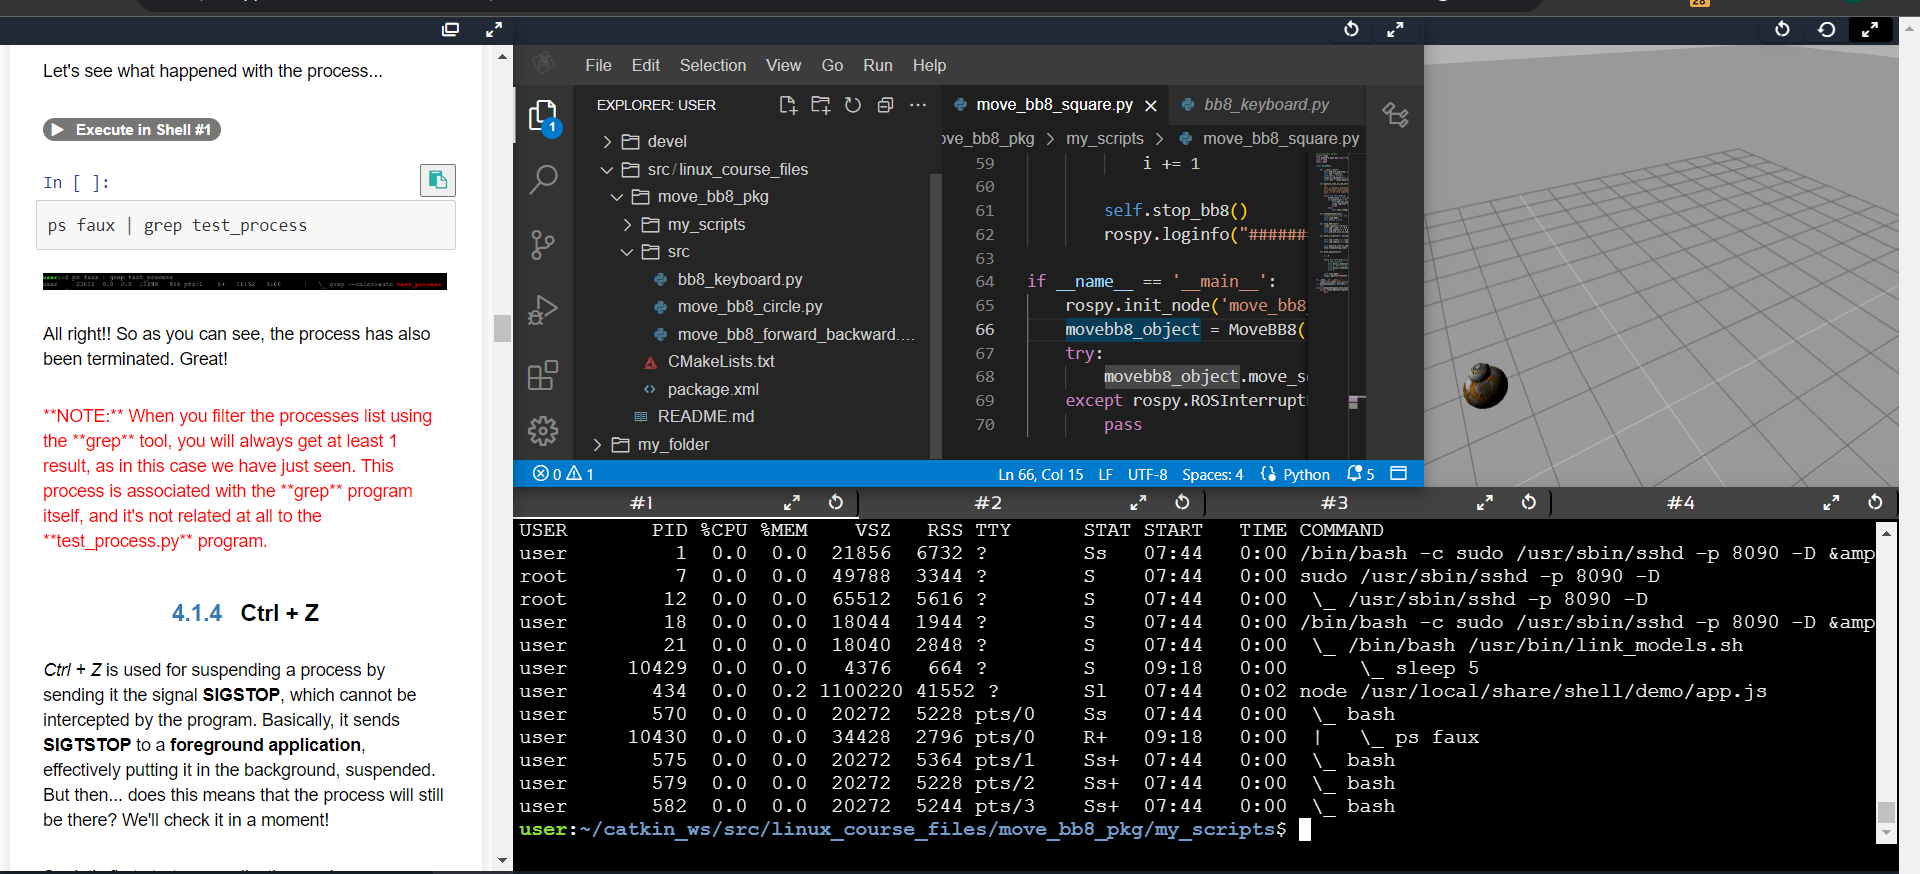 28
Let's see what happened with the process...
Execute in Shell #1
In [ ]:
ps faux | grep test_process
All right!! So as you can see, the process has also
been terminated. Great!
**NOTE:** When you filter the processes list using
the **grep** tool, you will always get at least 1
result, as in this case we have just seen. This
process is associated with the **grep** program
itself, and it's not related at all to the
**test_process.py** program.
4.1.4 Ctrl + Z
Ctrl + Z is used for suspending a process by
sending it the signal SIGSTOP, which cannot be
intercepted by the program. Basically, it sends
SIGTSTOP to a foreground application,
effectively putting it in the background, suspended.
But then... does this means that the process will still
be there? We'll check it in a moment!
File Edit Selection View Go Run Help
1
EXPLORER: USER
devel
src/linux_course_files
move_bb8_pkg
my_scripts
src
bb8_keyboard.py
move_bb8_circle.py
move_bb8_forward_backward....
CMakeLists.txt
package.xml
README.md
my_folder
move_bb8_square.py bb8_keyboard.py
ove_bb8_pkg > my_scripts > move_bb8_square.py
59 i += 1
60
61 self.stop_bb8()
62 rospy.loginfo("#######
63
64 if __name__ == '__main__':
65 rospy.init_node('move_bb8_
66 movebb8_object = MoveBB8(
67 try:
68 movebb8_object.move_s
69 except rospy.ROSInterrupt
70 pass
0 1 Ln 66, Col 15 LF UTF-8 Spaces: 4 Python 5
#1 #2 #3 #4
USER PID %CPU %MEM VSZ RSS TTY STAT START TIME COMMAND
user 1 0.0 0.0 21856 6732 ? Ss 07:44 0:00 /bin/bash -c sudo /usr/sbin/sshd -p 8090 -D &amp
root 7 0.0 0.0 49788 3344 ? S 07:44 0:00 sudo /usr/sbin/sshd -p 8090 -D
root 12 0.0 0.0 65512 5616 ? S 07:44 0:00 \_ /usr/sbin/sshd -p 8090 -D
user 18 0.0 0.0 18044 1944 ? S 07:44 0:00 /bin/bash -c sudo /usr/sbin/sshd -p 8090 -D &amp
user 21 0.0 0.0 18040 2848 ? S 07:44 0:00 \_ /bin/bash /usr/bin/link_models.sh
user 10429 0.0 0.0 4376 664 ? S 09:18 0:00 \_ sleep 5
user 434 0.0 0.2 1100220 41552 ? Sl 07:44 0:02 node /usr/local/share/shell/demo/app.js
user 570 0.0 0.0 20272 5228 pts/0 Ss 07:44 0:00 \_ bash
user 10430 0.0 0.0 34428 2796 pts/0 R+ 09:18 0:00 | \_ ps faux
user 575 0.0 0.0 20272 5364 pts/1 Ss+ 07:44 0:00 \_ bash
user 579 0.0 0.0 20272 5228 pts/2 Ss+ 07:44 0:00 \_ bash
user 582 0.0 0.0 20272 5244 pts/3 Ss+ 07:44 0:00 \_ bash
user:~/catkin_ws/src/linux_course_files/move_bb8_pkg/my_scripts$